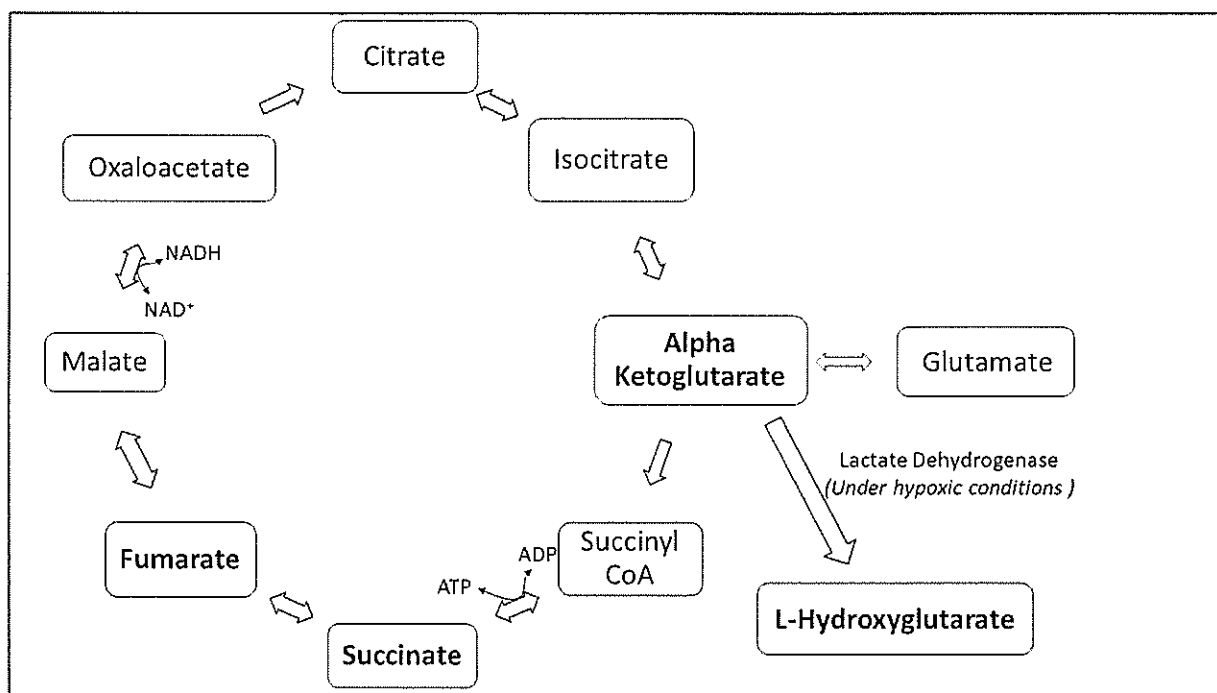 Citrate
Isocitrate
Oxaloacetate
NADH
NAD⁺
Malate
Alpha
Ketoglutarate
Glutamate
Lactate Dehydrogenase
(Under hypoxic conditions )
Fumarate
Succinyl
CoA
ADP
ATP
Succinate
L-Hydroxyglutarate